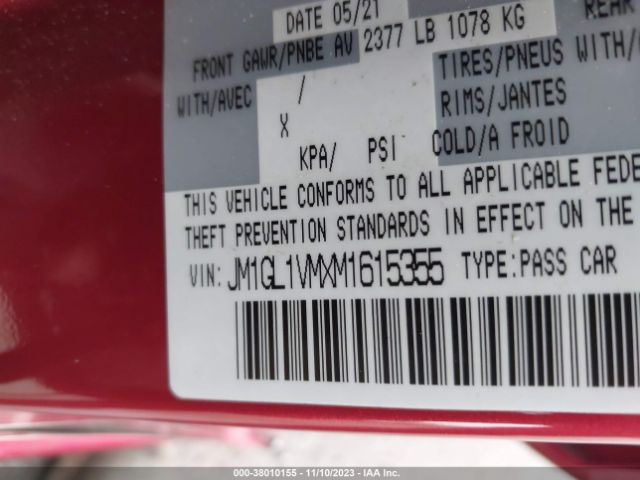 DATE 05/21
REAR
FRONT GAWR/PNBE AV 2377 LB 1078 KG
WITH/AVEC / TIRES/PNEUS WITH/
X RIMS/JANTES
KPA/ PSI COLD/A FROID
THIS VEHICLE CONFORMS TO ALL APPLICABLE FEDE
THEFT PREVENTION STANDARDS IN EFFECT ON THE
VIN: JM1GL1VMXM1615355 TYPE:PASS CAR
000-38010155 — 11/10/2023 — IAA Inc.